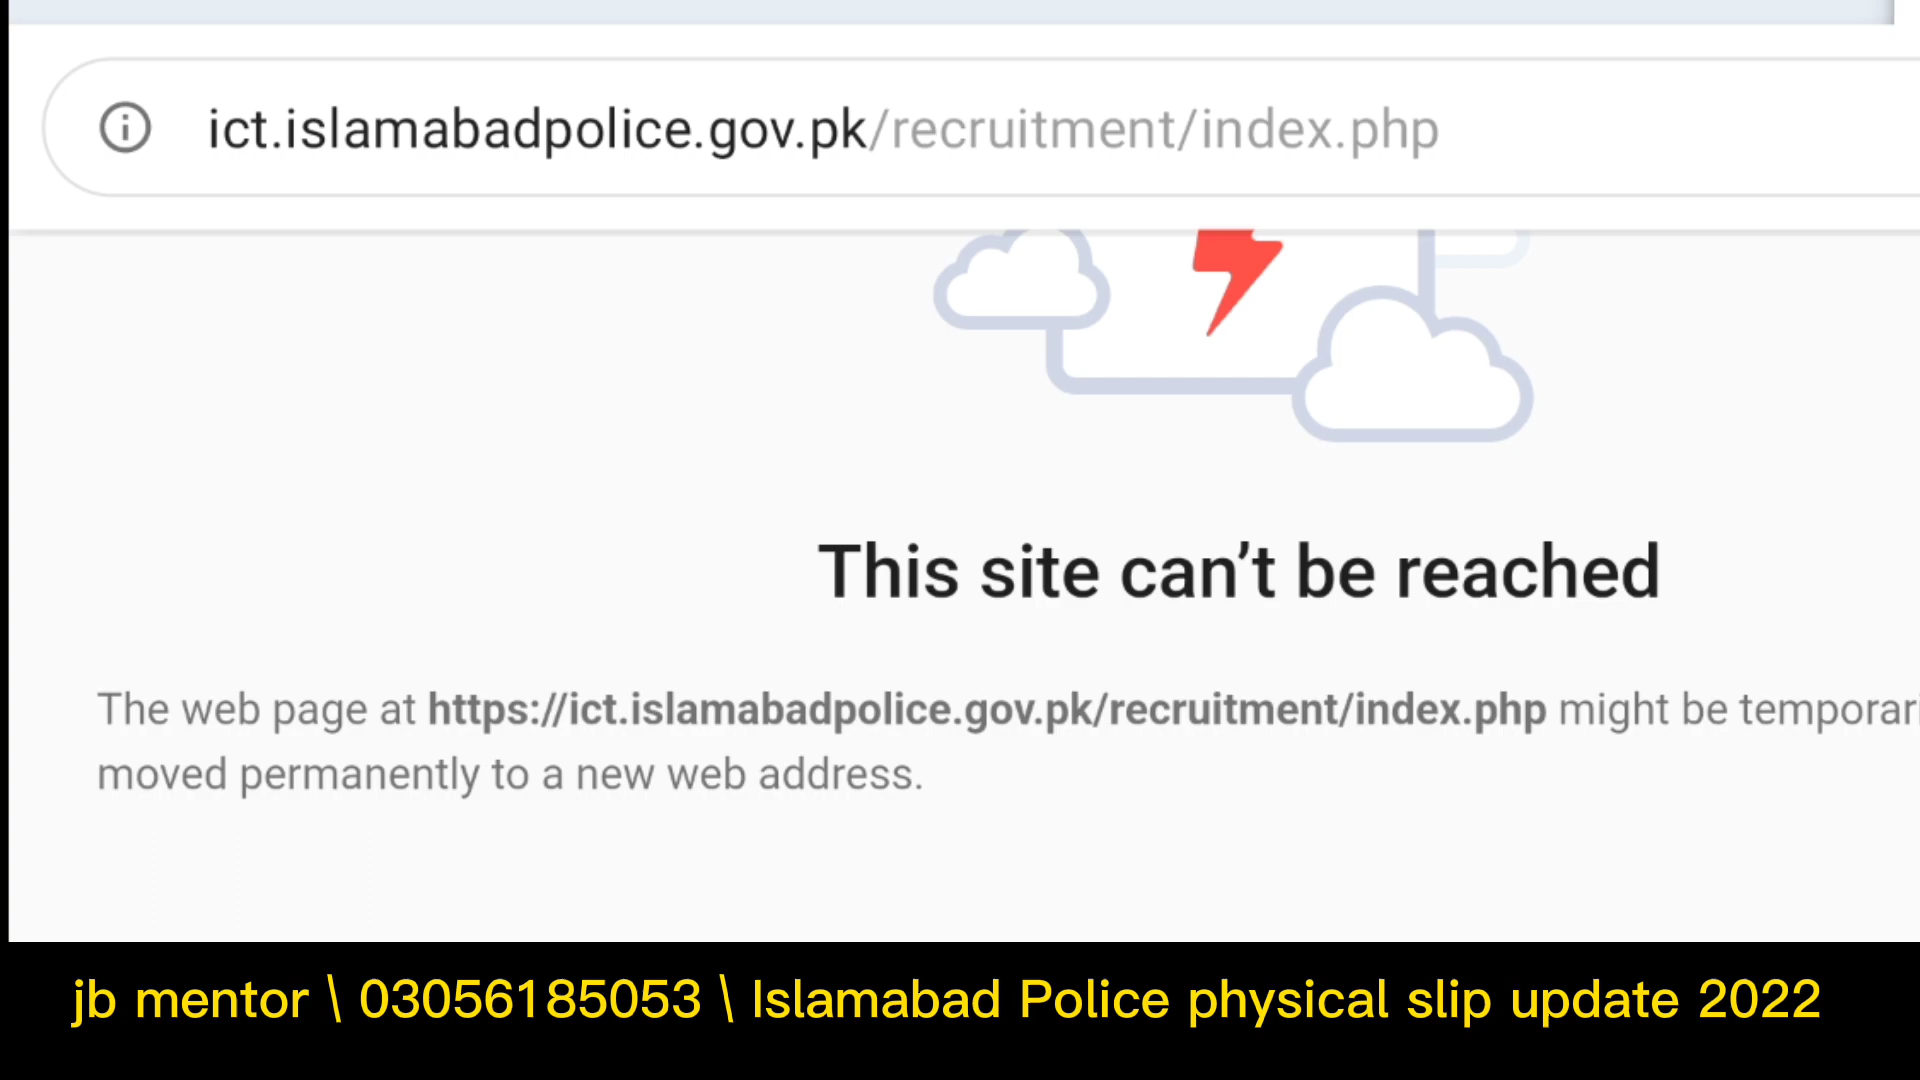 ict.islamabadpolice.gov.pk/recruitment/index.php
This site can’t be reached
The web page at https://ict.islamabadpolice.gov.pk/recruitment/index.php might be
moved permanently to a new web address.
jb mentor \ 03056185053 \ Islamabad Police physical slip update 2022